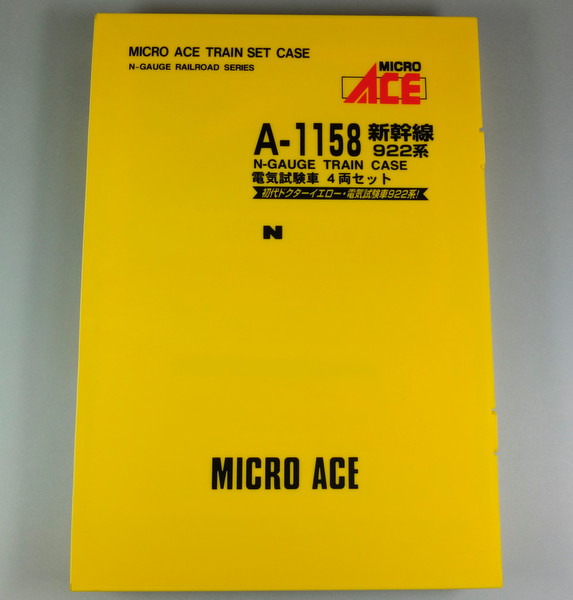 MICRO ACE TRAIN SET CASE
N-GAUGE RAILROAD SERIES
MICRO
ACE
A-1158 新幹線
922系
N-GAUGE TRAIN CASE
電気試験車 4両セット
初代ドクターイエロー・電気試験車922系!
N
MICRO ACE